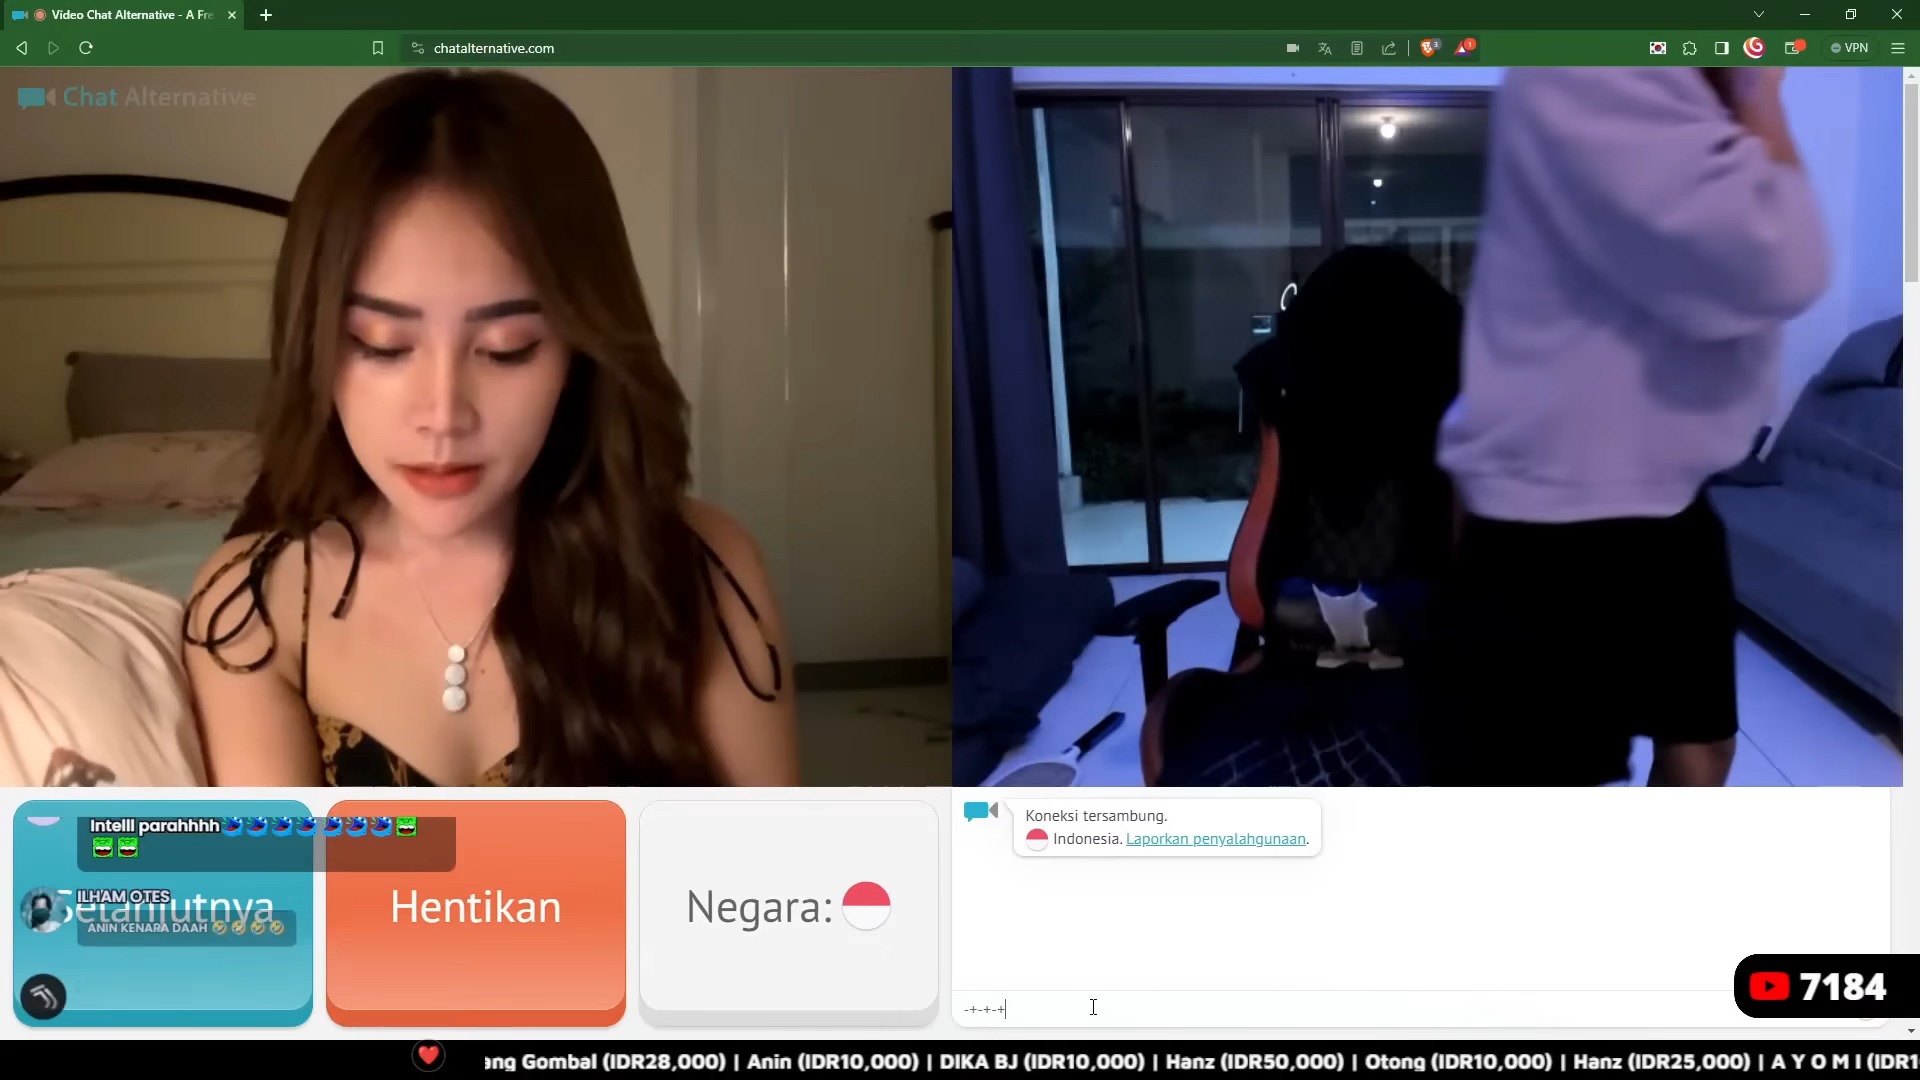 Video Chat Alternative - A Fre
chatalternative.com
3
1
VPN
Chat Alternative
Intelll parahhhh
ILHAM OTES
ANIN KENARA DAAH
Selanjutnya
Hentikan
Negara:
Koneksi tersambung.
Indonesia. Laporkan penyalahgunaan.
-+-+-+
7184
ang Gombal (IDR28,000) | Anin (IDR10,000) | DIKA BJ (IDR10,000) | Hanz (IDR50,000) | Otong (IDR10,000) | Hanz (IDR25,000) | A Y O M I (IDR1